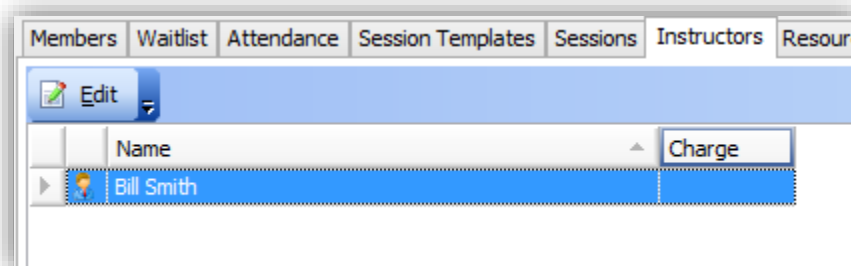 Members Waitlist Attendance Session Templates Sessions Instructors Resour
Edit
Name Charge
Bill Smith